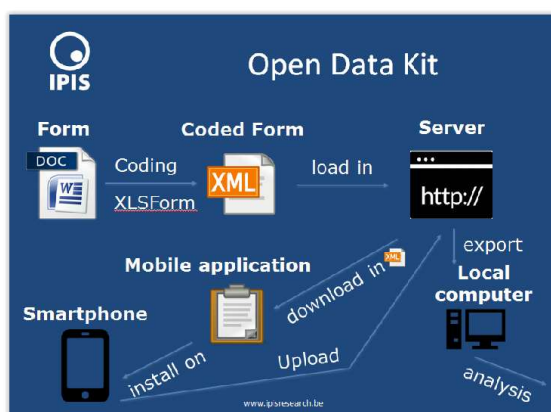 IPIS
Open Data Kit
Form
Coded Form
Server
DOC
W
Coding
XLSForm
XML
load in
http://
export
Mobile application
download in
XML
Local
computer
Smartphone
install on
Upload
analysis
www.ipisresearch.be